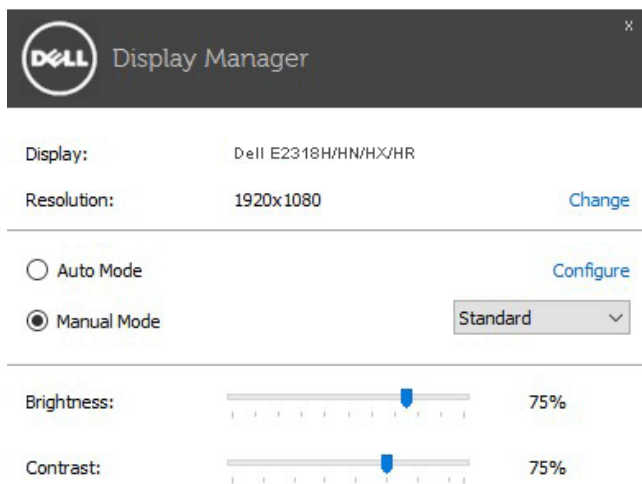 DELL Display Manager x
Display: Dell E2318H/HN/HX/HR
Resolution: 1920x1080 Change
Auto Mode Configure
Manual Mode Standard
Brightness: 75%
Contrast: 75%